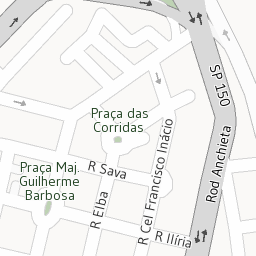 SP 150
Praça das
Corridas
Rod Anchieta
R Cel Francisco Inácio
Praça Maj.
Guilherme
Barbosa
R Sava
R Elba
R Ilíria